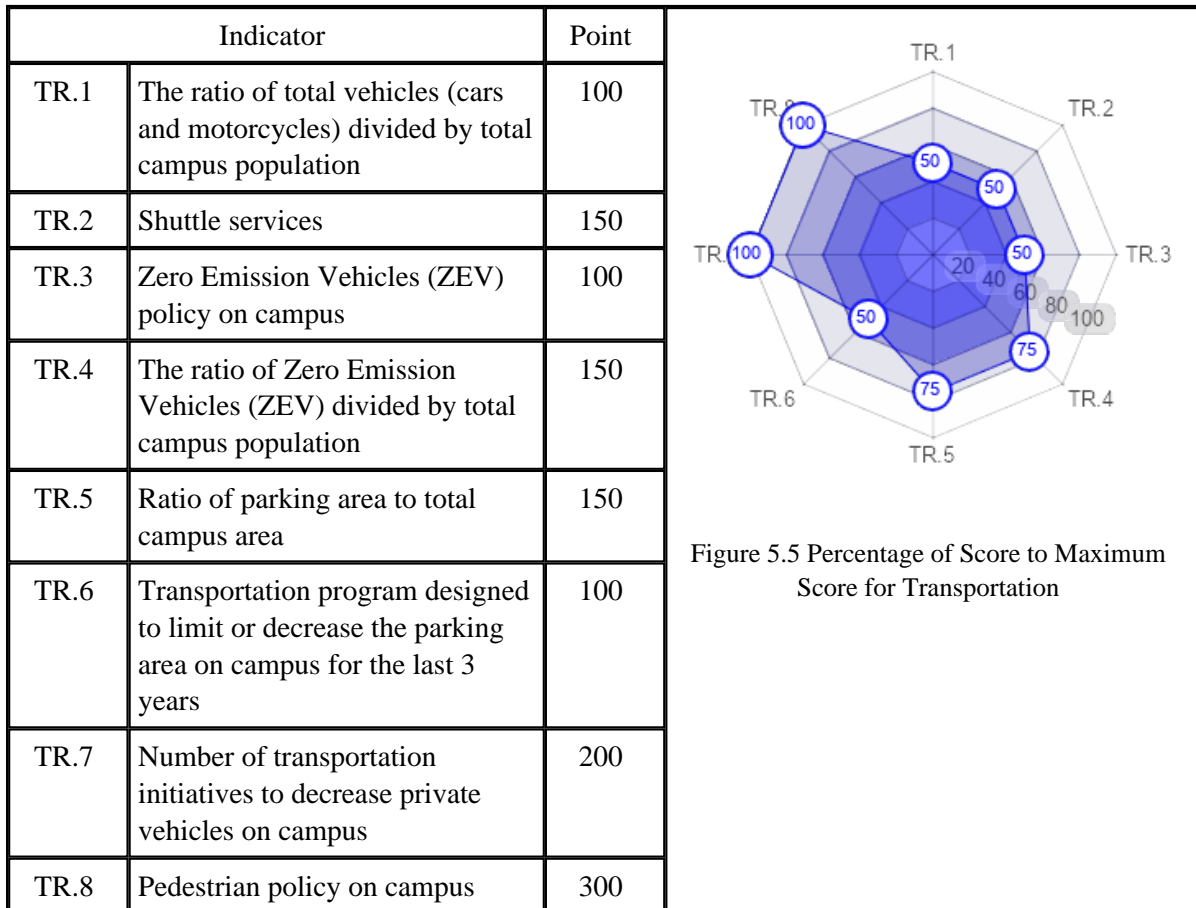 Indicator Point
TR.1 The ratio of total vehicles (cars 100
and motorcycles) divided by total
campus population
TR.2 Shuttle services 150
TR.3 Zero Emission Vehicles (ZEV) 100
policy on campus
TR.4 The ratio of Zero Emission 150
Vehicles (ZEV) divided by total
campus population
TR.5 Ratio of parking area to total 150
campus area
TR.6 Transportation program designed 100
to limit or decrease the parking
area on campus for the last 3
years
TR.7 Number of transportation 200
initiatives to decrease private
vehicles on campus
TR.8 Pedestrian policy on campus 300
TR.1
TR.2
100
50
50
TR. 100
50
TR.3
20
40
60
80
100
50
75
75
TR.6
TR.4
TR.5
Figure 5.5 Percentage of Score to Maximum
Score for Transportation